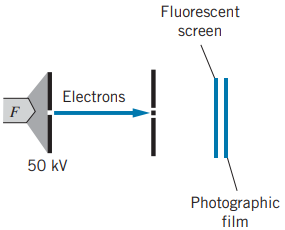 Fluorescent
screen
Electrons
F
50 kV
Photographic
film